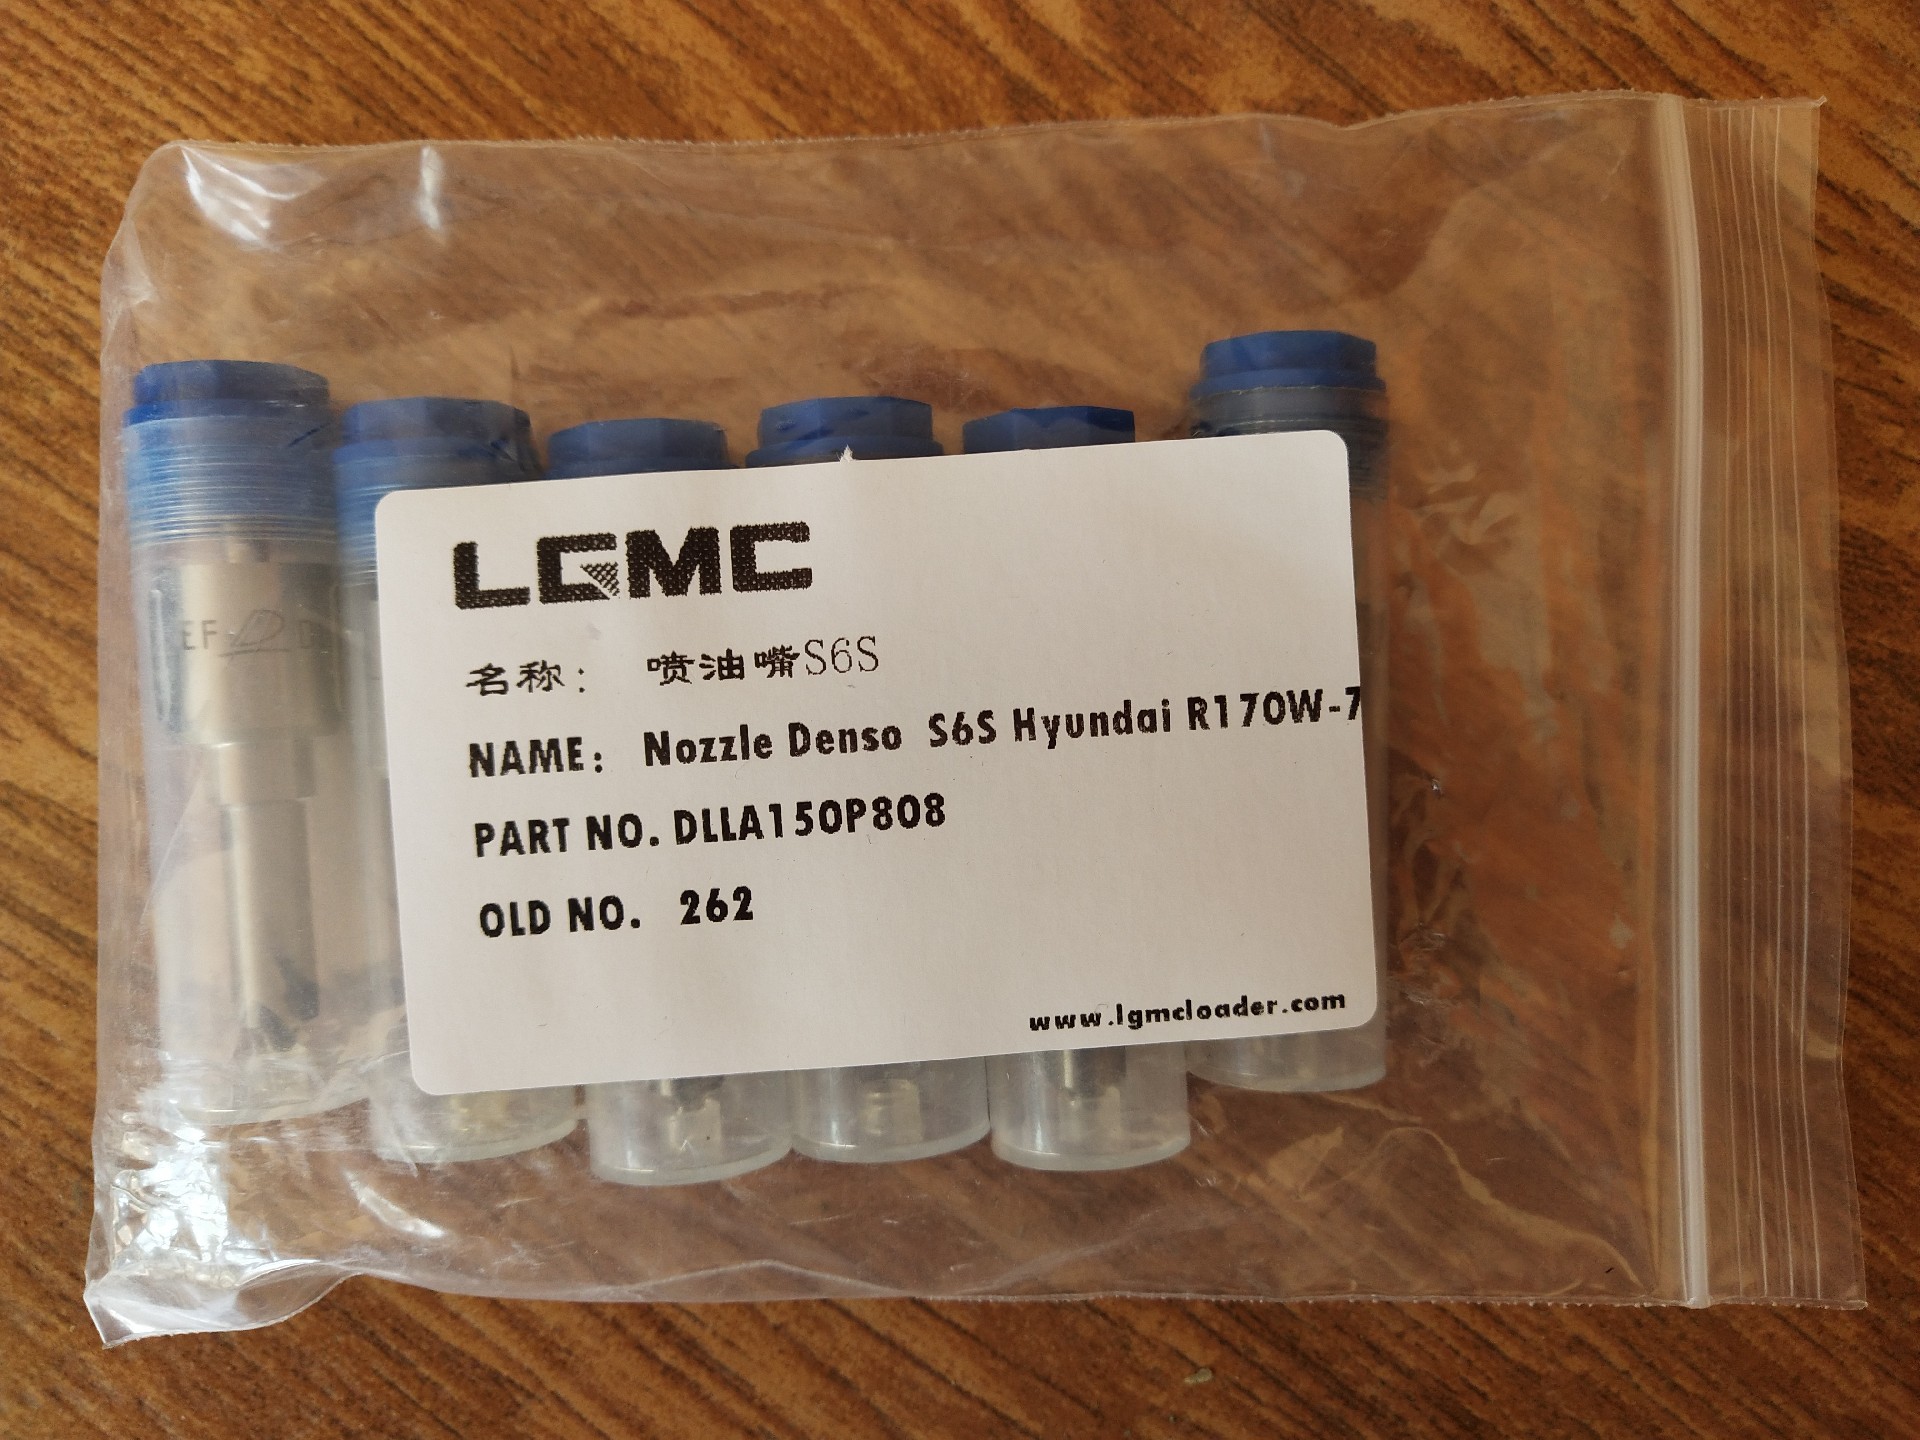 LGMC
名称： 喷油嘴S6S
NAME： Nozzle Denso S6S Hyundai R170W-7
PART NO. DLLA150P808
OLD NO. 262
www.lgmcloader.com